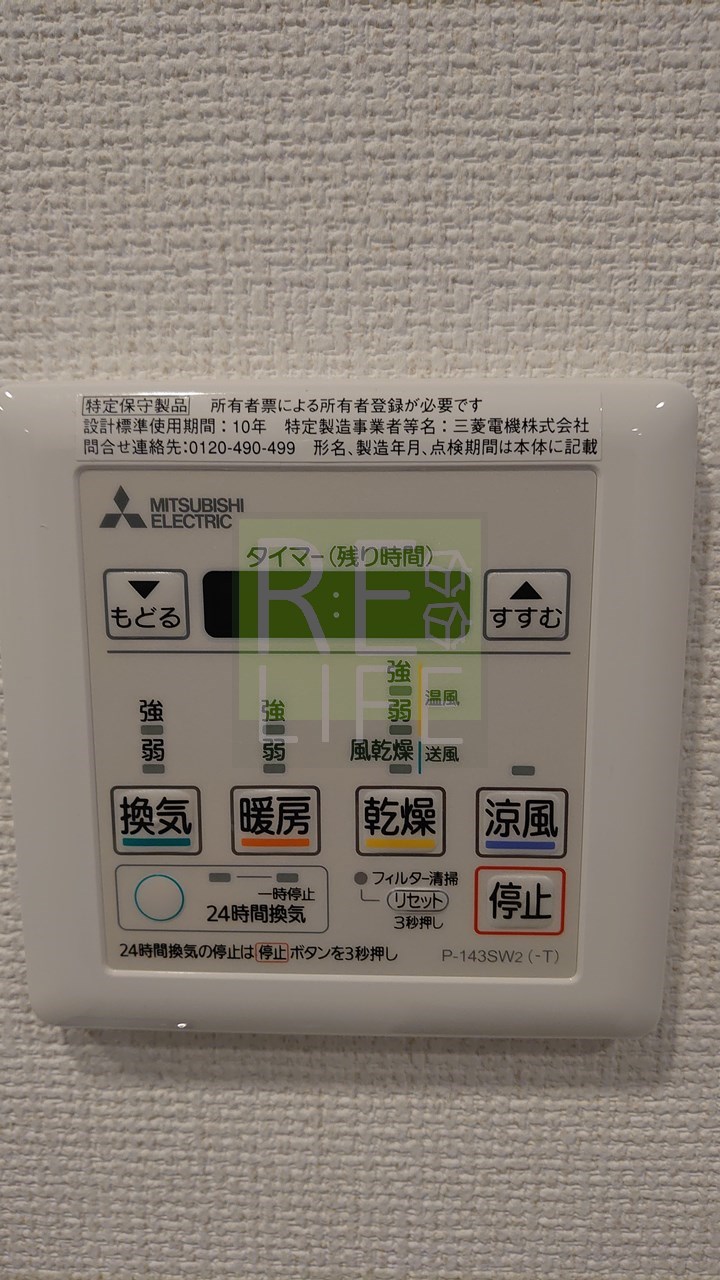 特定保守製品 所有者票による所有者登録が必要です
設計標準使用期間：10年 特定製造事業者等名：三菱電機株式会社
問合せ連絡先:0120-490-499 形名、製造年月、点検期間は本体に記載
MITSUBISHI
ELECTRIC
タイマー(残り時間)
▼
もどる
▲
すすむ
RE
LIFE
強
弱
強
弱
強
弱
温風
風乾燥
送風
換気
暖房
乾燥
涼風
一時停止
24時間換気
フィルター清掃
リセット
3秒押し
停止
24時間換気の停止は停止ボタンを3秒押し
P-143SW2(-T)